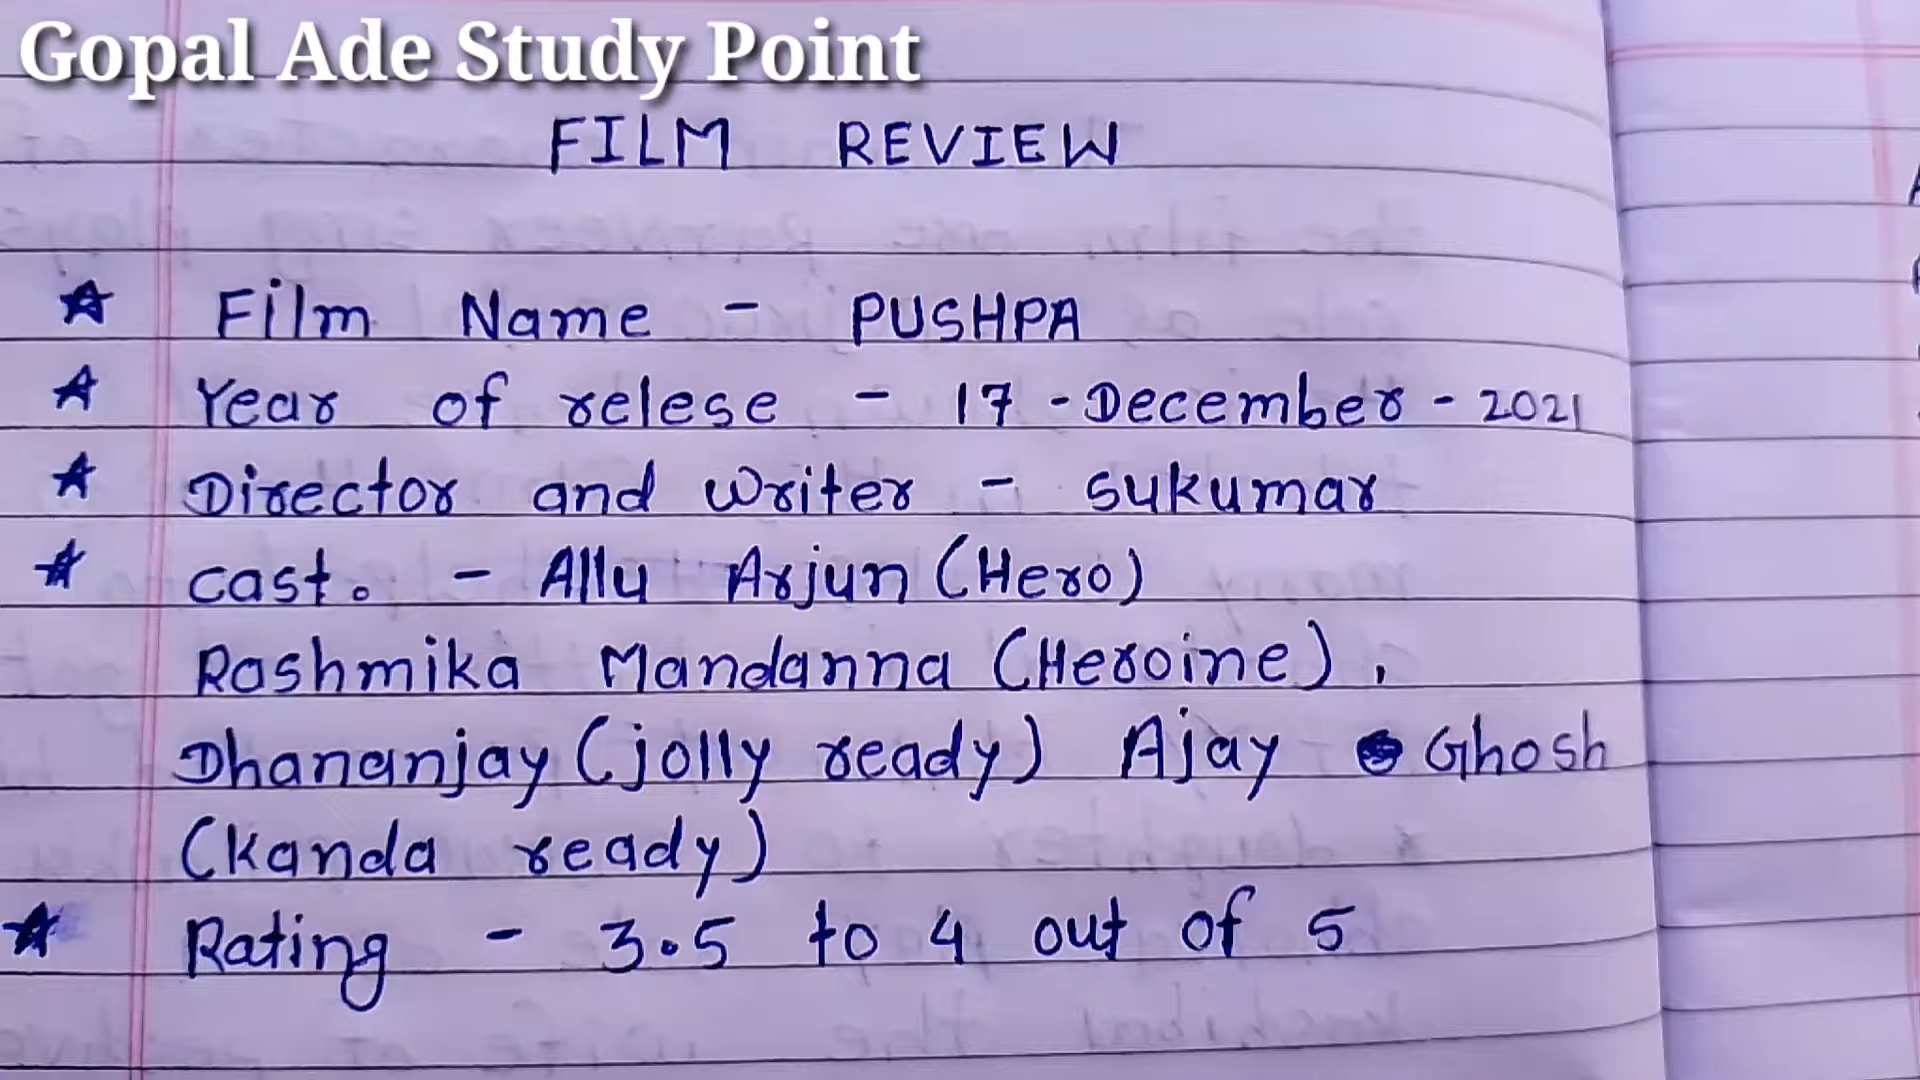 Gopal Ade Study Point
FILM REVIEW
Film Name - PUSHPA
Year of relese - 17 - December - 2021
Director and writer - sukumar
cast. - Allu Arjun (Hero)
Rashmika Mandanna (Heroine),
Dhananjay (jolly ready) Ajay Ghosh
(Kanda ready)
Rating - 3.5 to 4 out of 5